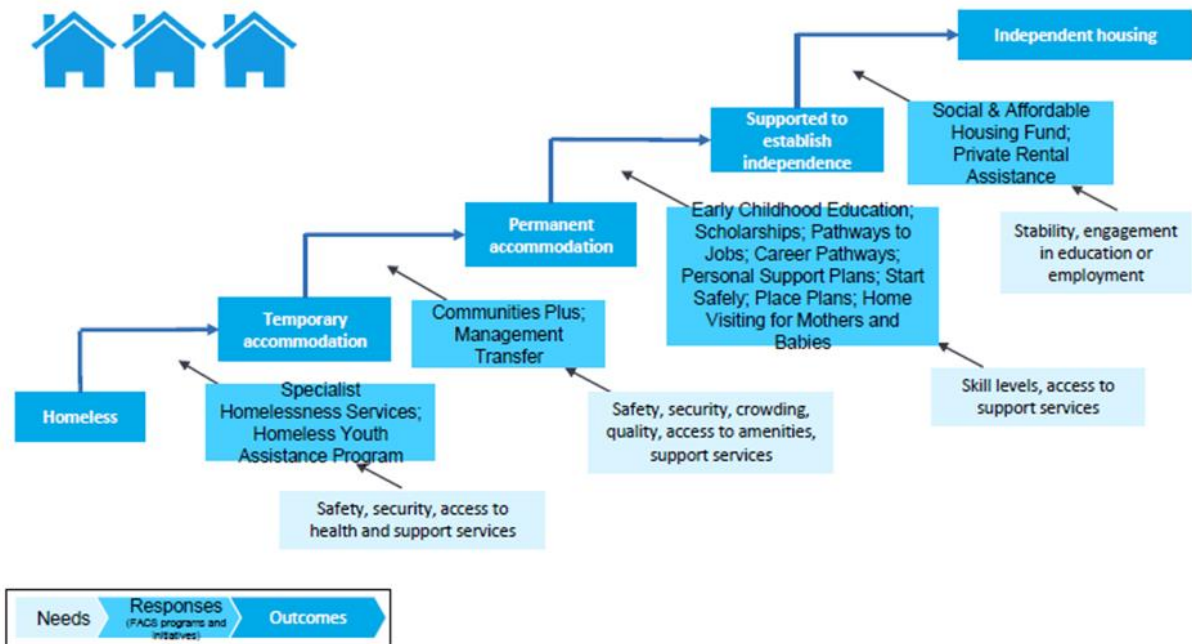 Independent housing
Social & Affordable
Housing Fund;
Private Rental
Assistance
Stability, engagement
in education or
employment
Supported to
establish
independence
Early Childhood Education;
Scholarships; Pathways to
Jobs; Career Pathways;
Personal Support Plans; Start
Safely; Place Plans; Home
Visiting for Mothers and
Babies
Skill levels, access to
support services
Permanent
accommodation
Communities Plus;
Management
Transfer
Safety, security, crowding,
quality, access to amenities,
support services
Temporary
accommodation
Specialist
Homelessness Services;
Homeless Youth
Assistance Program
Safety, security, access to
health and support services
Homeless
Needs
Responses
(FACS programs and
initiatives)
Outcomes